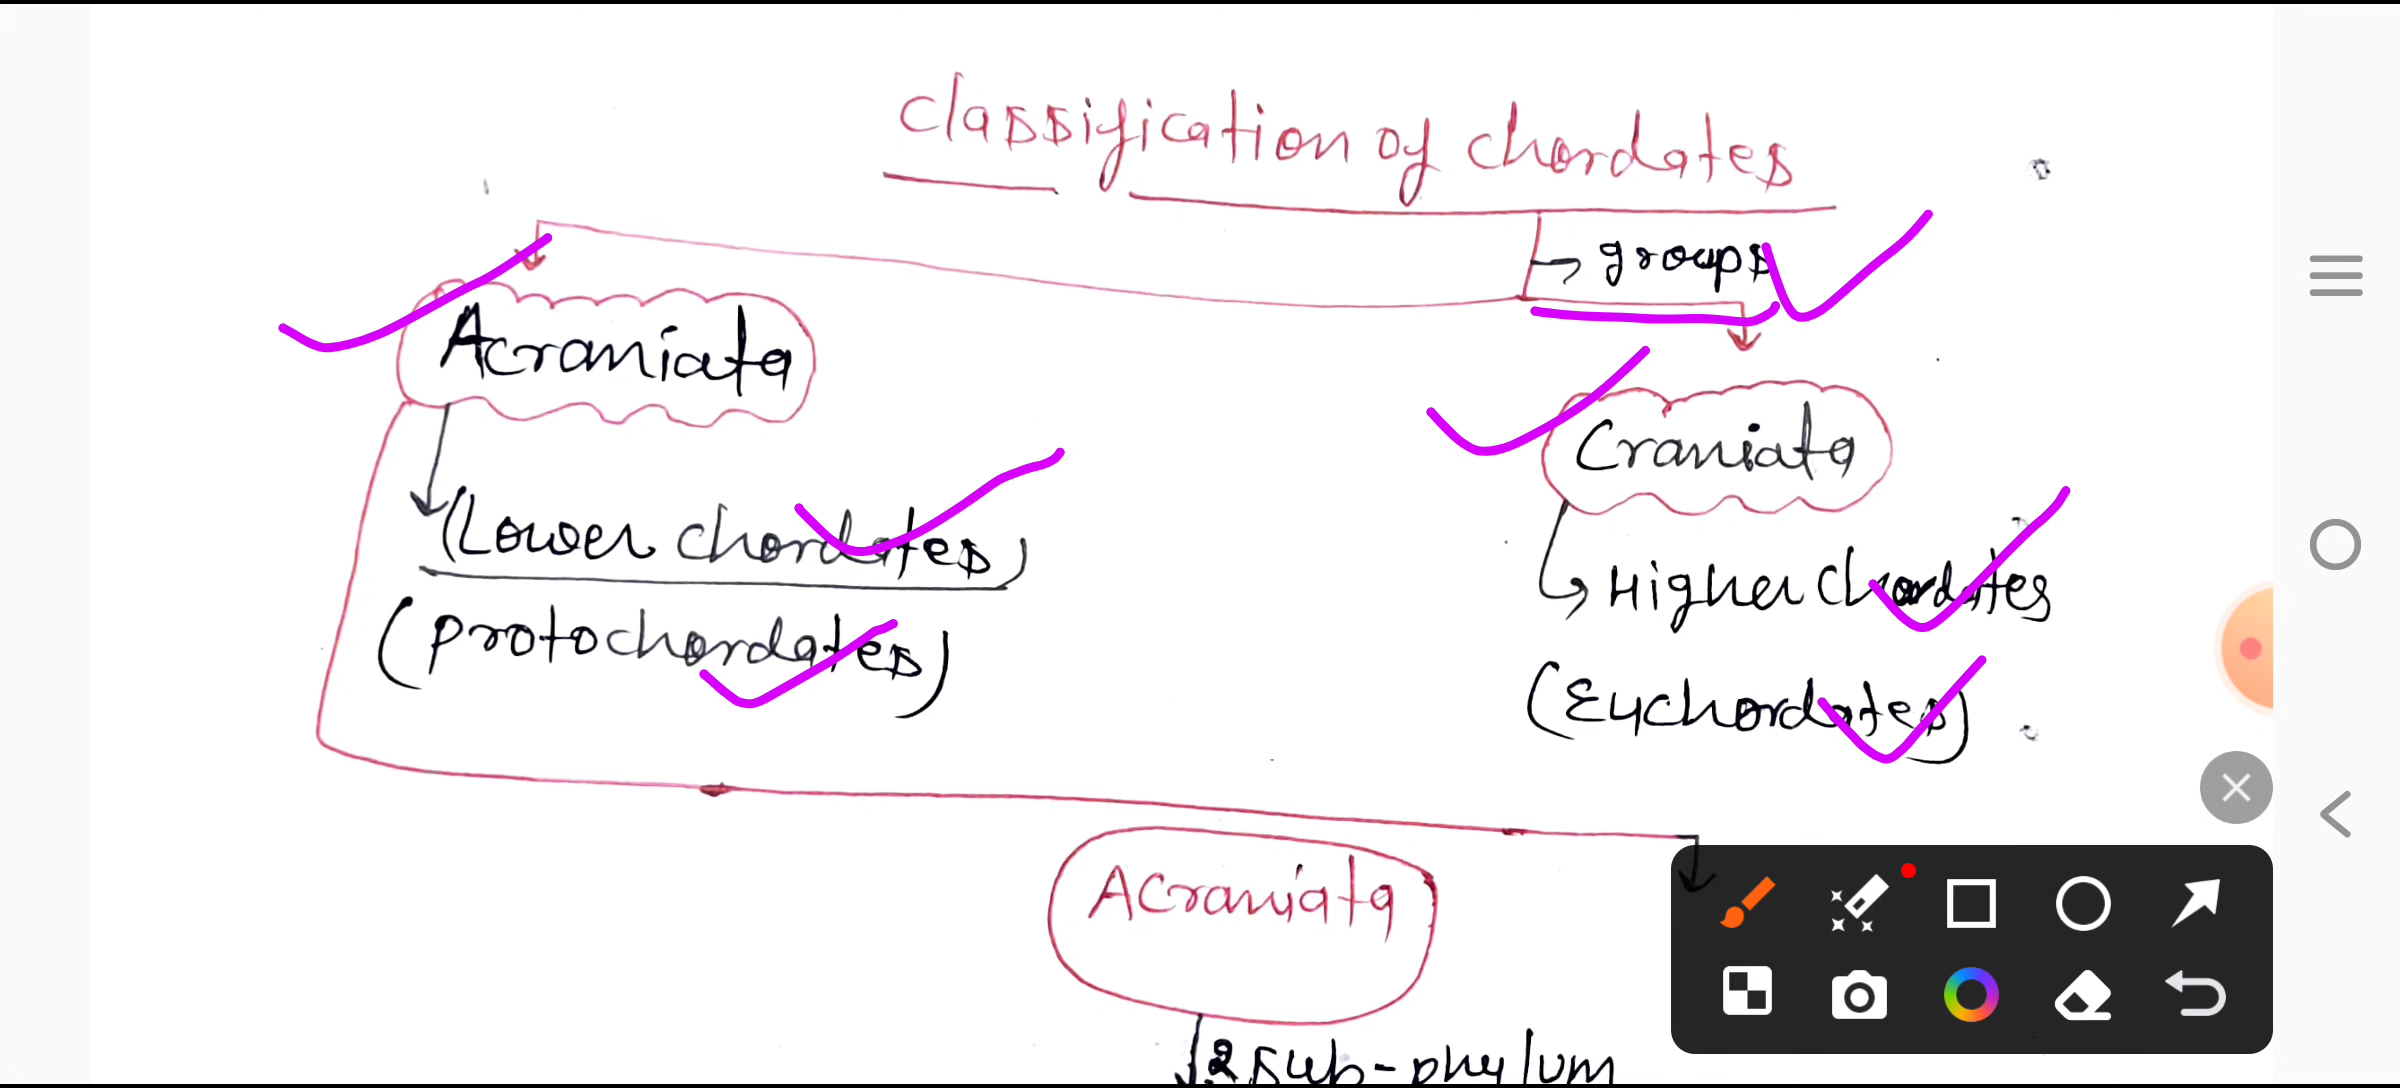 classification of chordates
groups
Acraniata
Craniata
(Lower chordates)
Higher Chordates
(protochordates)
(Euchordates)
Acraniata
2 sub-phylum